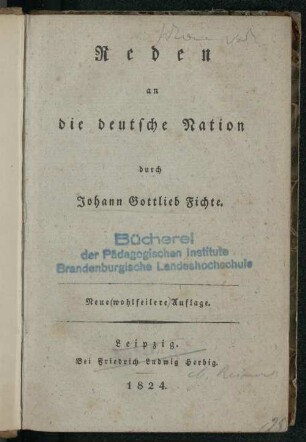 Reden
an
die deutsche Nation
durch
Johann Gottlieb Fichte.
Bücherei
der Pädagogischen Institute
Brandenburgische Landeshochschule
Neue (wohlfeilere) Auflage.
Leipzig.
Bei Friedrich Ludwig Herbig.
1824.